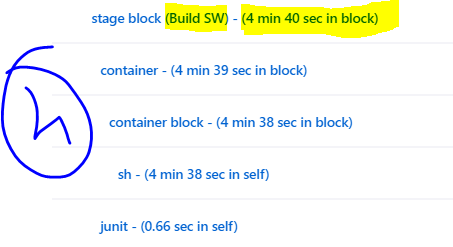 stage block (Build SW) - (4 min 40 sec in block)
container - (4 min 39 sec in block)
container block - (4 min 38 sec in block)
sh - (4 min 38 sec in self)
junit - (0.66 sec in self)